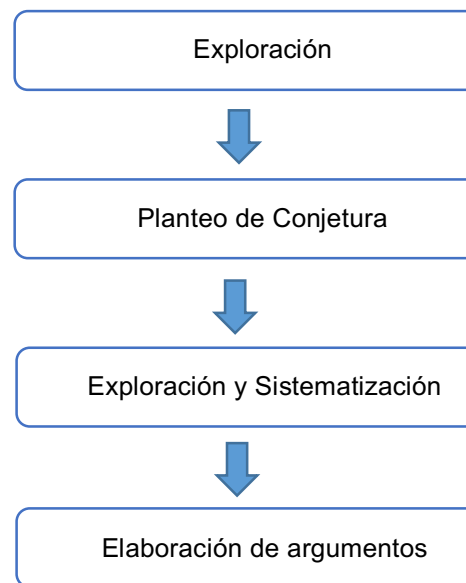 Exploración
Planteo de Conjetura
Exploración y Sistematización
Elaboración de argumentos